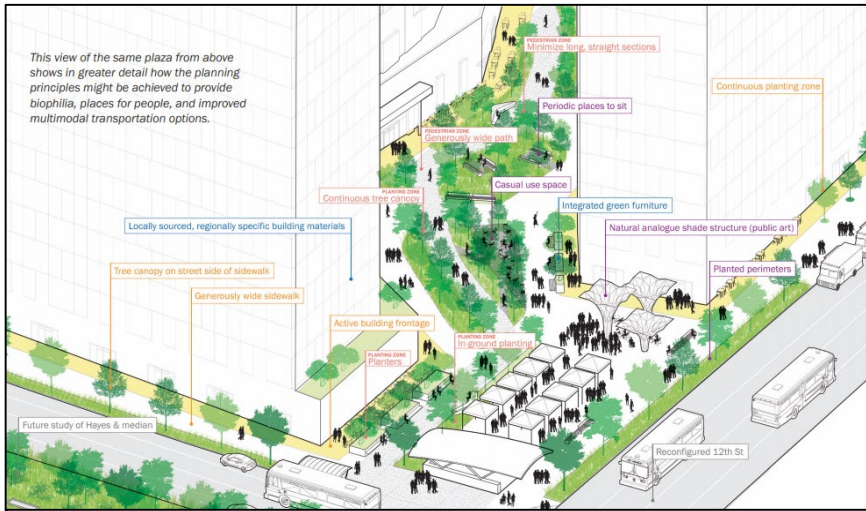 This view of the same plaza from above
shows in greater detail how the planning
principles might be achieved to provide
biophilia, places for people, and improved
multimodal transportation options.
PEDESTRIAN ZONE
Minimize long, straight sections
Continuous planting zone
Periodic places to sit
PEDESTRIAN ZONE
Generously wide path
Casual use space
PLANTING ZONE
Continuous tree canopy
Integrated green furniture
Locally sourced, regionally specific building materials
Natural analogue shade structure (public art)
Tree canopy on street side of sidewalk
Planted perimeters
Generously wide sidewalk
Active building frontage
PLANTING ZONE
In-ground planting
PLANTING ZONE
Planters
Future study of Hayes & median
Reconfigured 12th St